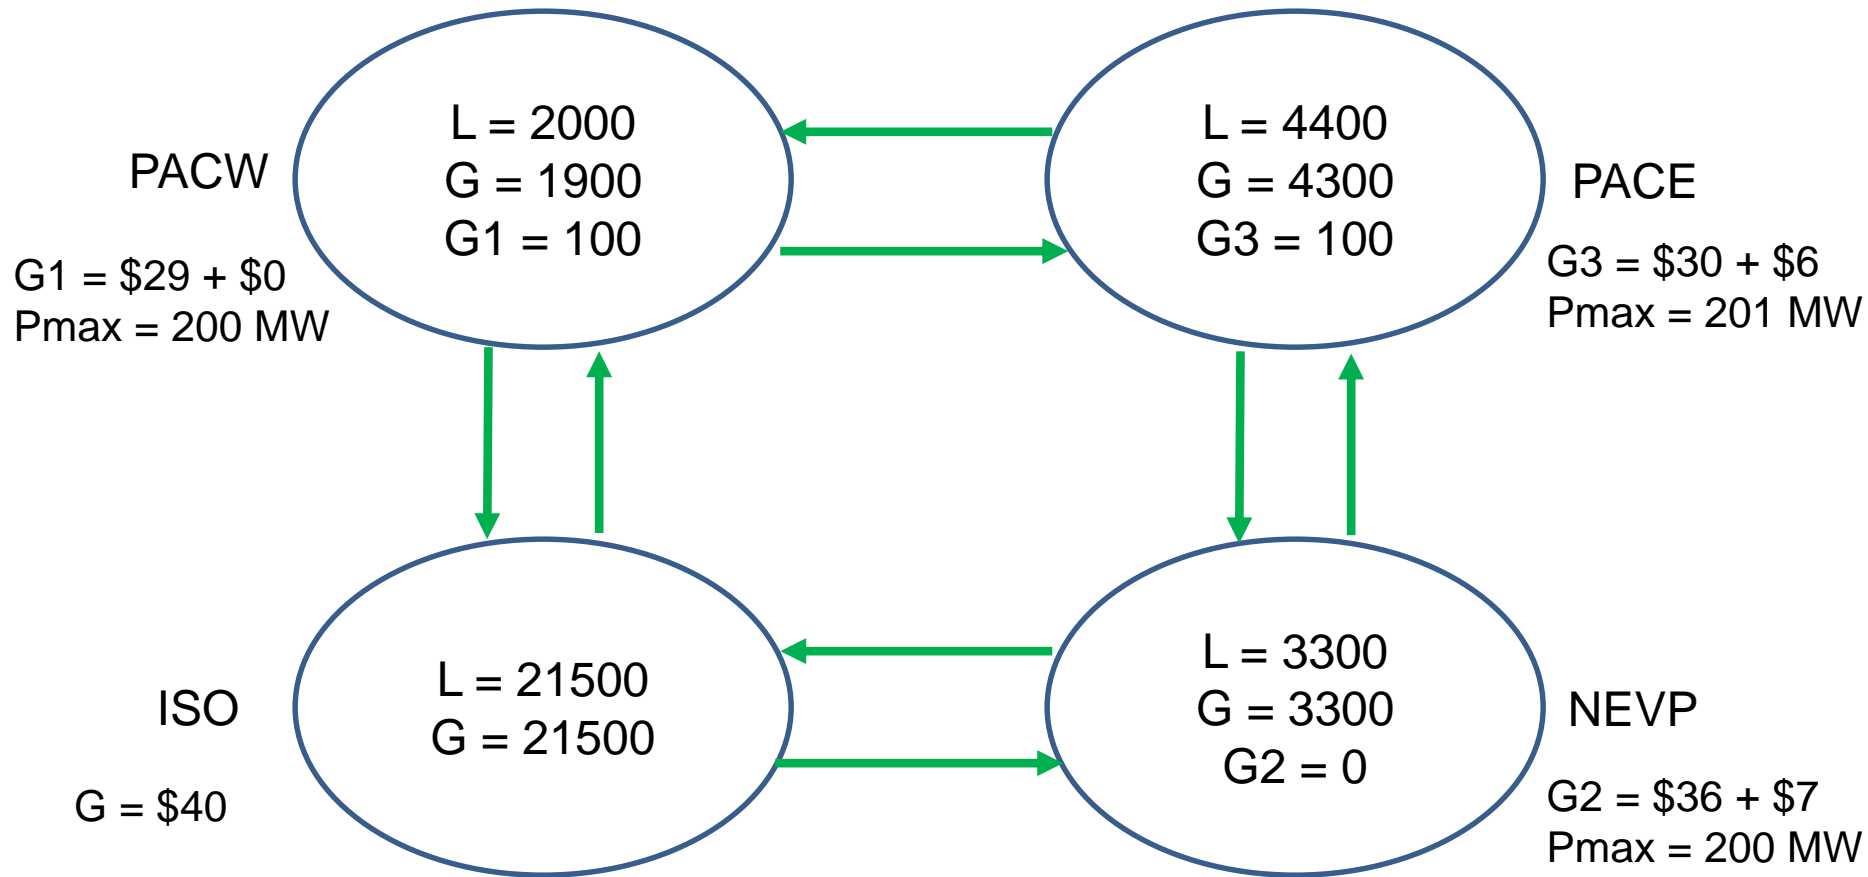 PACW
L = 2000
G = 1900
G1 = 100
G1 = $29 + $0
Pmax = 200 MW
L = 4400
G = 4300
G3 = 100
PACE
G3 = $30 + $6
Pmax = 201 MW
ISO
L = 21500
G = 21500
G = $40
L = 3300
G = 3300
G2 = 0
NEVP
G2 = $36 + $7
Pmax = 200 MW